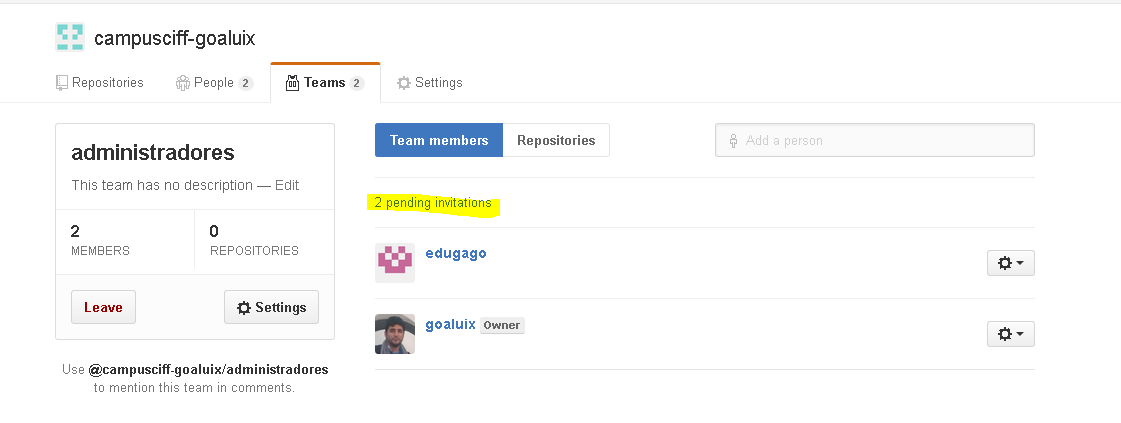 campusciff-goaluix
Repositories People 2 Teams 2 Settings
administradores
This team has no description — Edit
2 0
MEMBERS REPOSITORIES
Leave Settings
Use @campusciff-goaluix/administradores
to mention this team in comments.
Team members Repositories Add a person
2 pending invitations
edugago
goaluix Owner